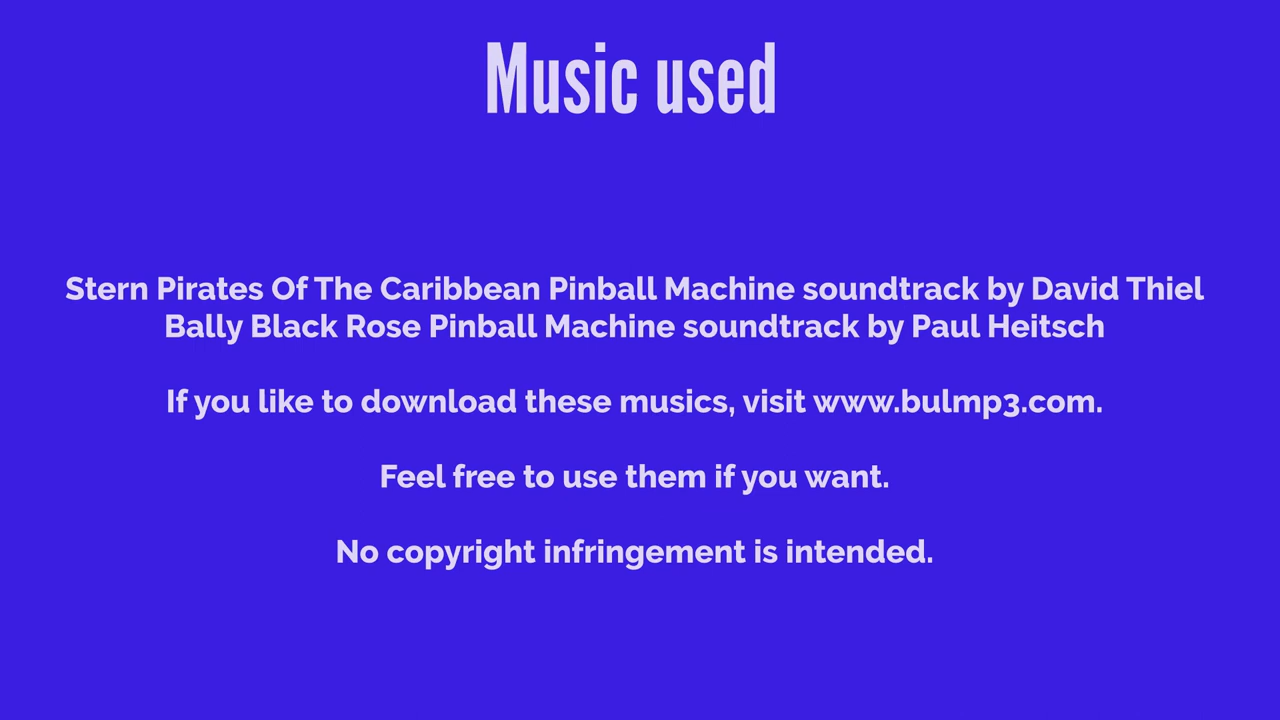 Music used
Stern Pirates Of The Caribbean Pinball Machine soundtrack by David Thiel
Bally Black Rose Pinball Machine soundtrack by Paul Heitsch
If you like to download these musics, visit www.bulmp3.com.
Feel free to use them if you want.
No copyright infringement is intended.